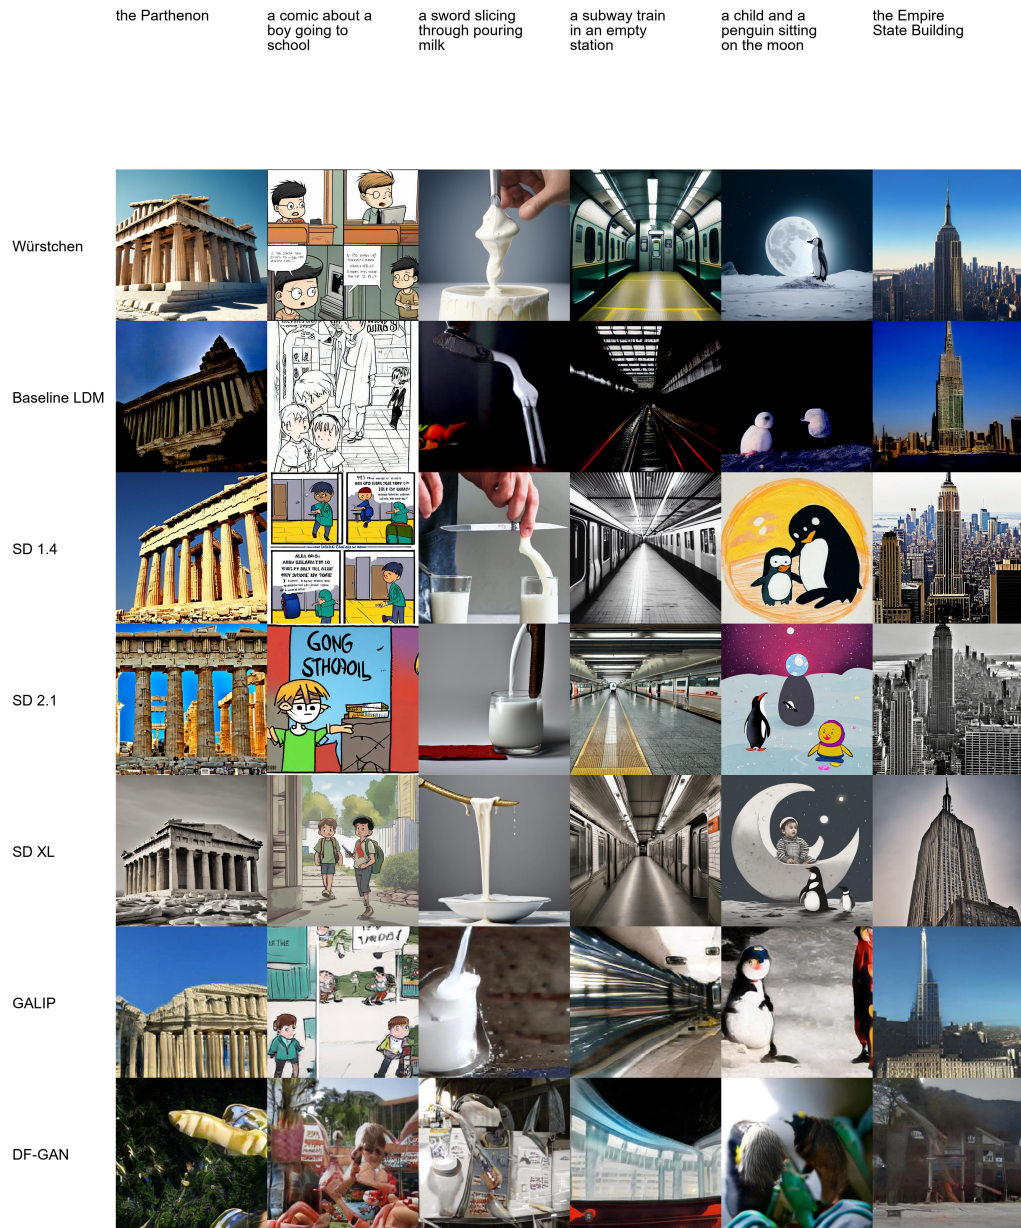 the Parthenon
a comic about a
boy going to
school
a sword slicing
through pouring
milk
a subway train
in an empty
station
a child and a
penguin sitting
on the moon
the Empire
State Building
Würstchen
Baseline LDM
SD 1.4
SD 2.1
GONG
STHOROIL
SD XL
GALIP
DF-GAN